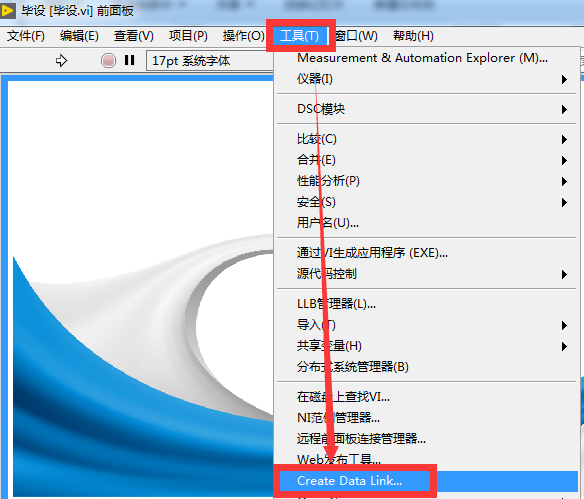 毕设 [毕设.vi] 前面板
文件(F) 编辑(E) 查看(V) 项目(P) 操作(O) 工具(T) 窗口(W) 帮助(H)
17pt 系统字体
Measurement & Automation Explorer (M)...
仪器(I)
DSC模块
比较(C)
合并(E)
性能分析(P)
安全(S)
用户名(U)...
通过VI生成应用程序 (EXE)...
源代码控制
LLB管理器(L)...
导入(T)
共享变量(H)
分布式系统管理器(B)
在磁盘上查找VI...
NI范例管理器...
远程前面板连接管理器...
Web发布工具...
Create Data Link...